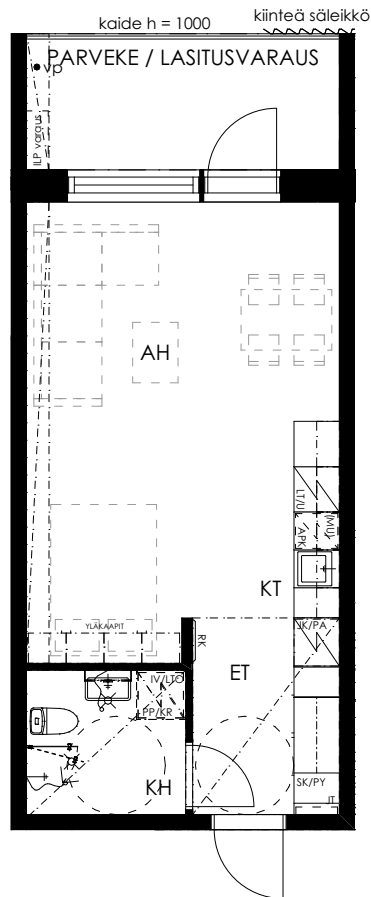 kaide h = 1000
kiinteä säleikkö
PARVEKE / LASITUSVARAUS
vp
ILP varaus
AH
LT/U
(MU)
APK
KT
YLÄKAAPIT
RK
JK/PA
ET
IV/LTO
PP/KR
KH
SK/PY
JT